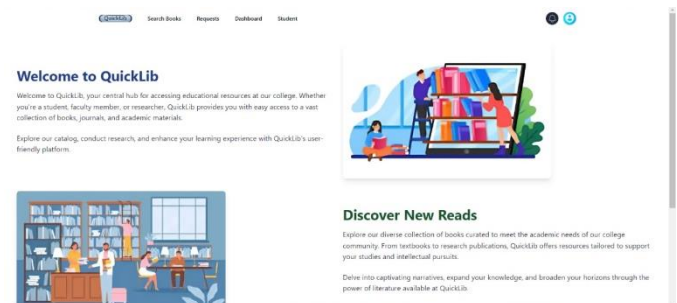 QuickLib Search Books Requests Dashboard Student
Welcome to QuickLib
Welcome to QuickLib, your central hub for accessing educational resources at our college. Whether
you're a student, faculty member, or researcher, QuickLib provides you with easy access to a vast
collection of books, journals, and academic materials.
Explore our catalog, conduct research, and enhance your learning experience with QuickLib's user-
friendly platform.
Discover New Reads
Explore our diverse collection of books curated to meet the academic needs of our college
community. From textbooks to research publications, QuickLib offers resources tailored to support
your studies and intellectual pursuits.
Delve into captivating narratives, expand your knowledge, and broaden your horizons through the
power of literature available at QuickLib.